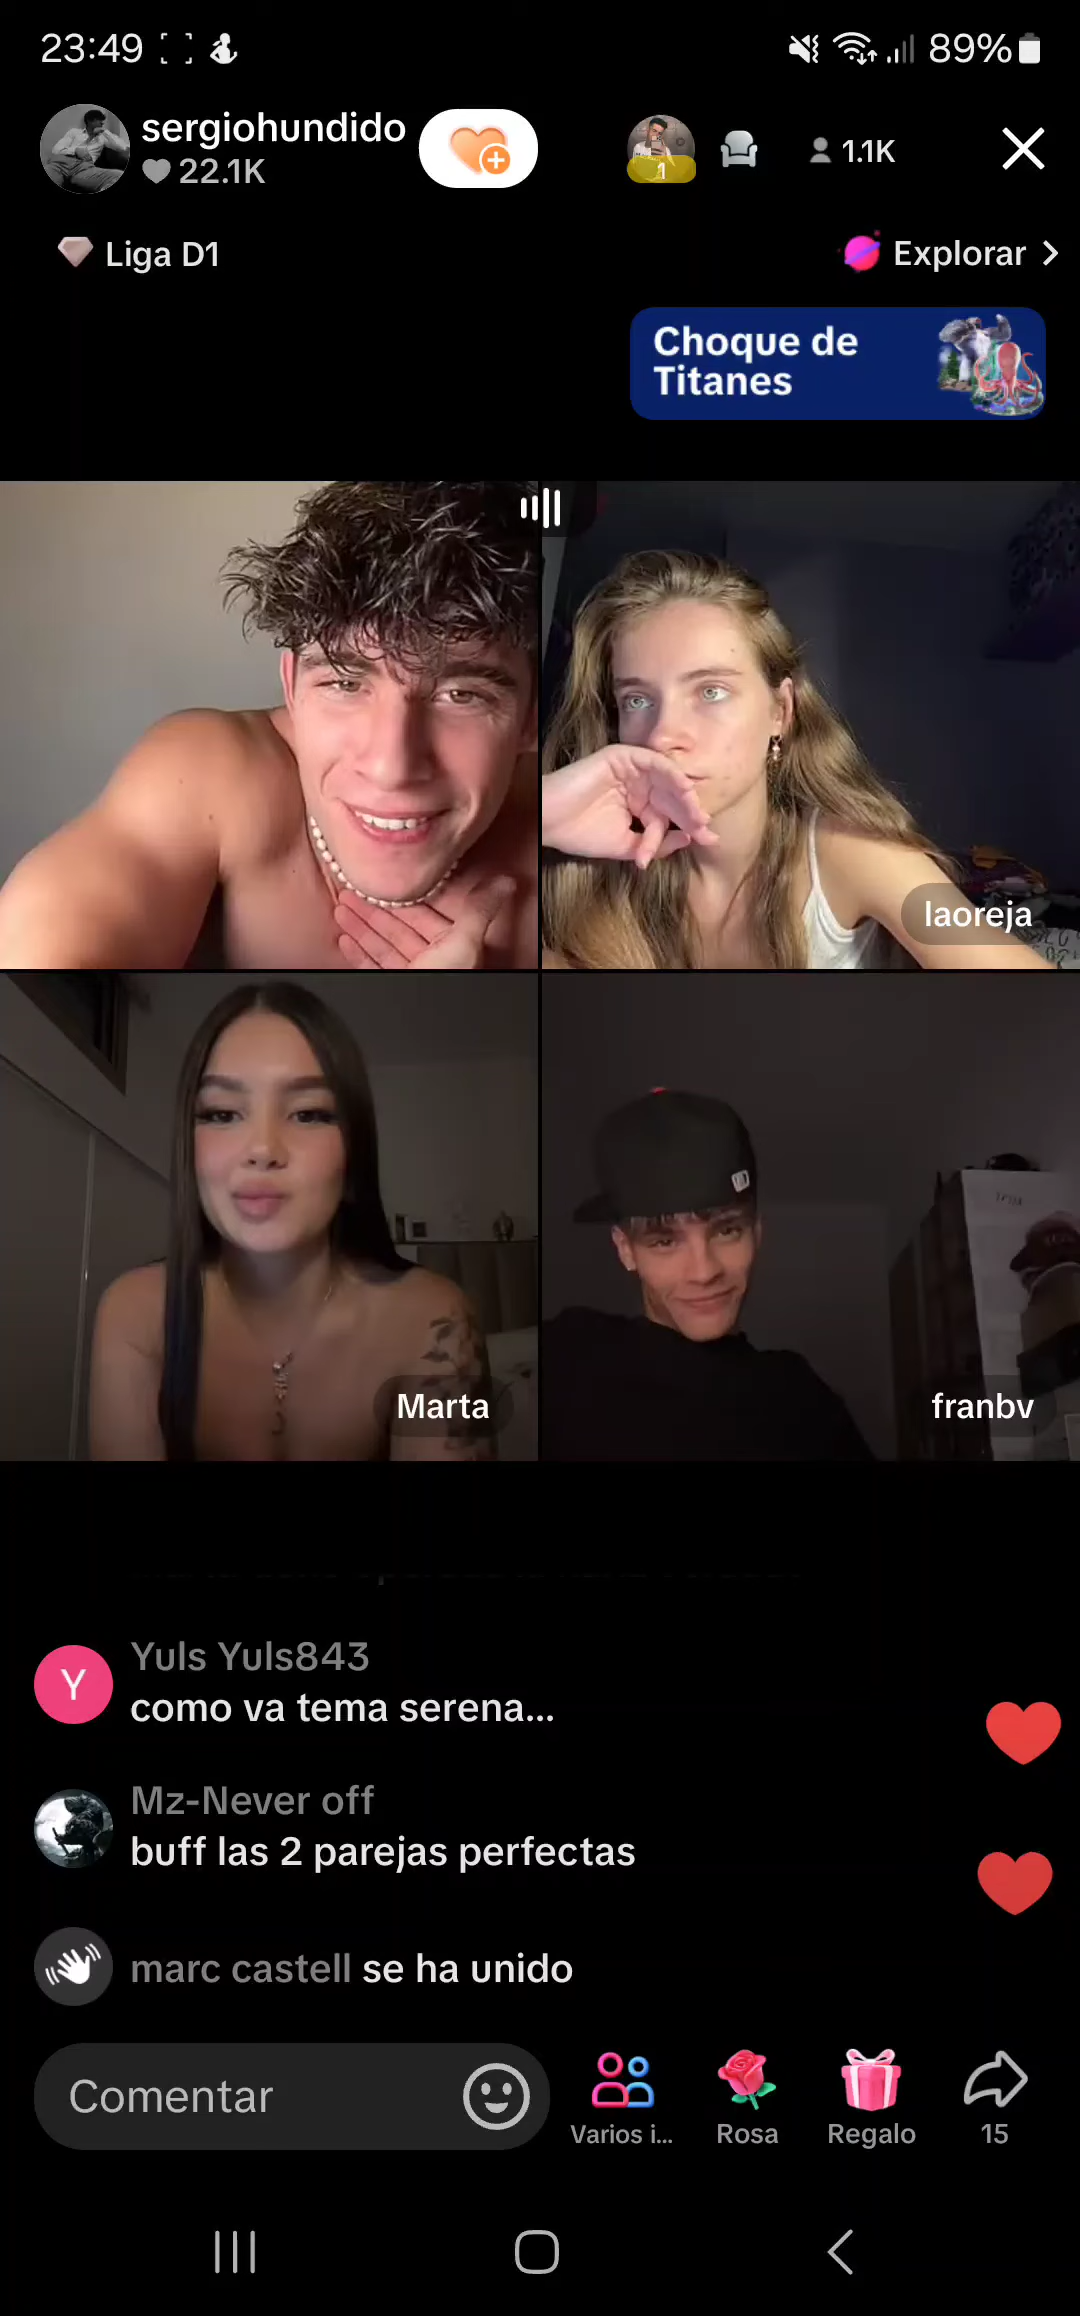 23:49
89%
sergiohundido
22.1K
1
1.1K
Liga D1
Explorar
Choque de
Titanes
laoreja
Marta
franbv
Yuls Yuls843
Y
como va tema serena...
Mz-Never off
buff las 2 parejas perfectas
marc castell se ha unido
Comentar
Varios i...
Rosa
Regalo
15